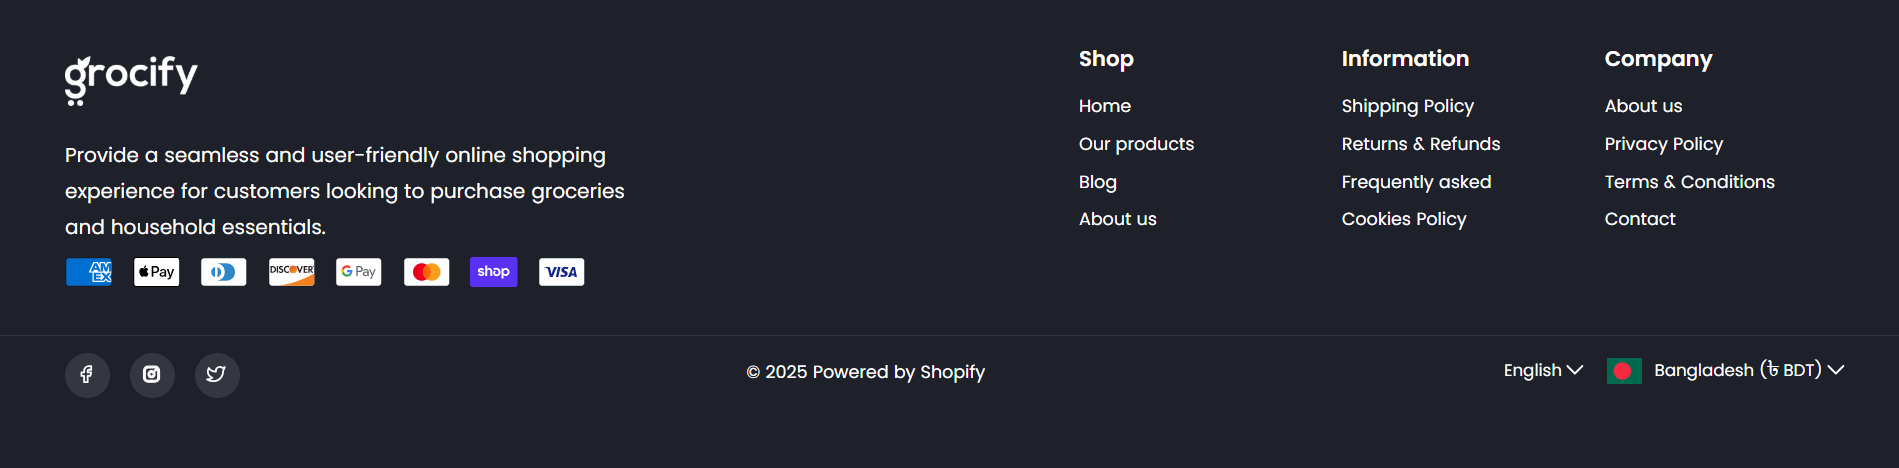 grocify
Provide a seamless and user-friendly online shopping
experience for customers looking to purchase groceries
and household essentials.
AM
EX
Pay
DISCOVER
G Pay
shop
VISA
Shop
Home
Our products
Blog
About us
Information
Shipping Policy
Returns & Refunds
Frequently asked
Cookies Policy
Company
About us
Privacy Policy
Terms & Conditions
Contact
© 2025 Powered by Shopify
English
Bangladesh (৳ BDT)